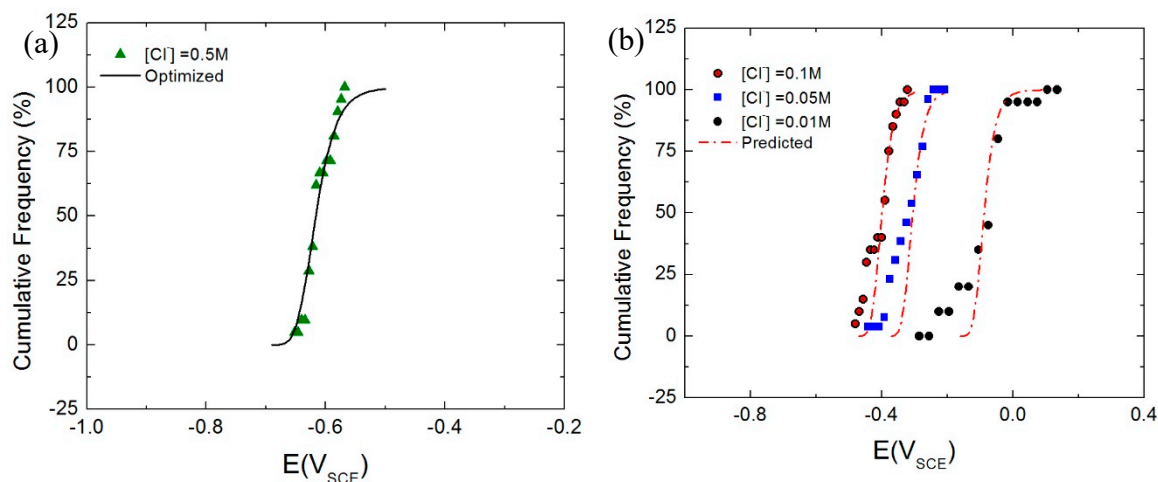 (a)
[Cl⁻] =0.5M
Optimized
125
100
75
50
25
0
-25
-1.0 -0.8 -0.6 -0.4 -0.2
Cumulative Frequency (%)
E(V_SCE)
(b)
[Cl⁻] =0.1M
[Cl⁻] =0.05M
[Cl⁻] =0.01M
Predicted
125
100
75
50
25
0
-25
-0.8 -0.4 0.0 0.4
Cumulative Frequency (%)
E(V_SCE)